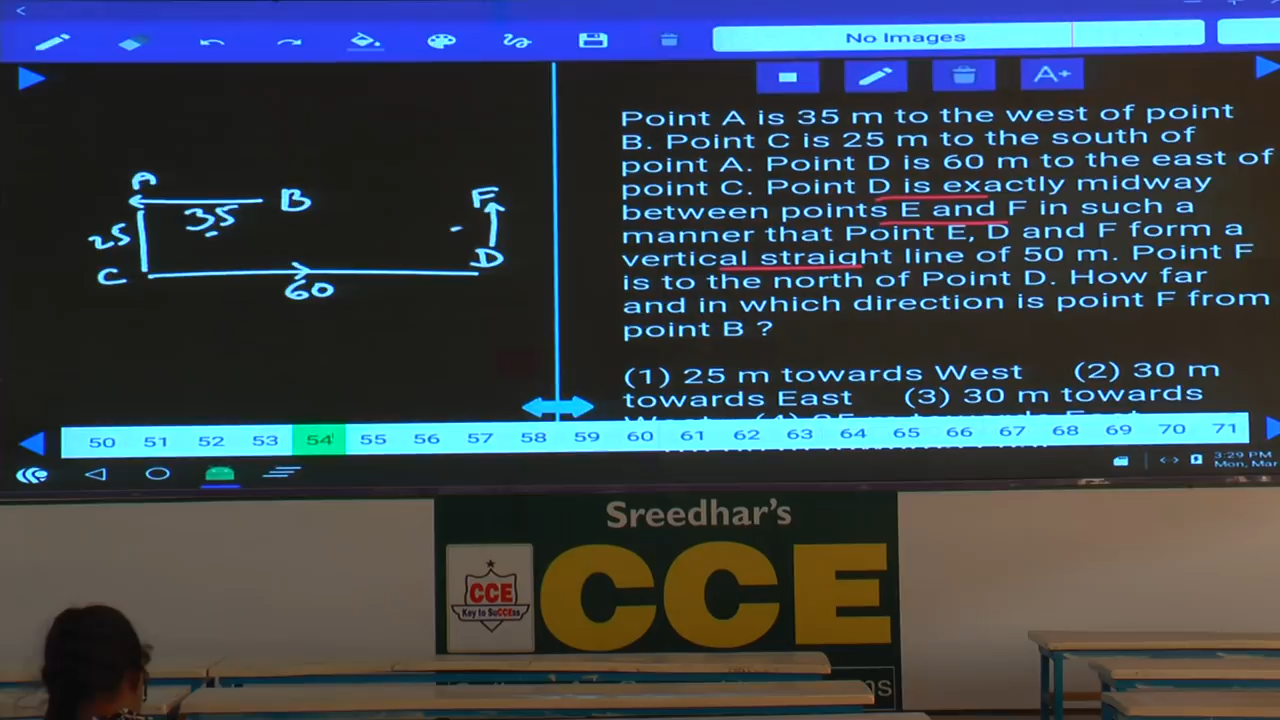 <
No Images
A+
Point A is 35 m to the west of point
B. Point C is 25 m to the south of
point A. Point D is 60 m to the east of
point C. Point D is exactly midway
between points E and F in such a
manner that Point E, D and F form a
vertical straight line of 50 m. Point F
is to the north of Point D. How far
and in which direction is point F from
point B ?
(1) 25 m towards West (2) 30 m
towards East (3) 30 m towards
A
B
35
25
C
60
F
D
50 51 52 53 54 55 56 57 58 59 60 61 62 63 64 65 66 67 68 69 70 71
3:29 PM
Mon, Mar
Sreedhar's
CCE
CCE
Key to SuCCEss